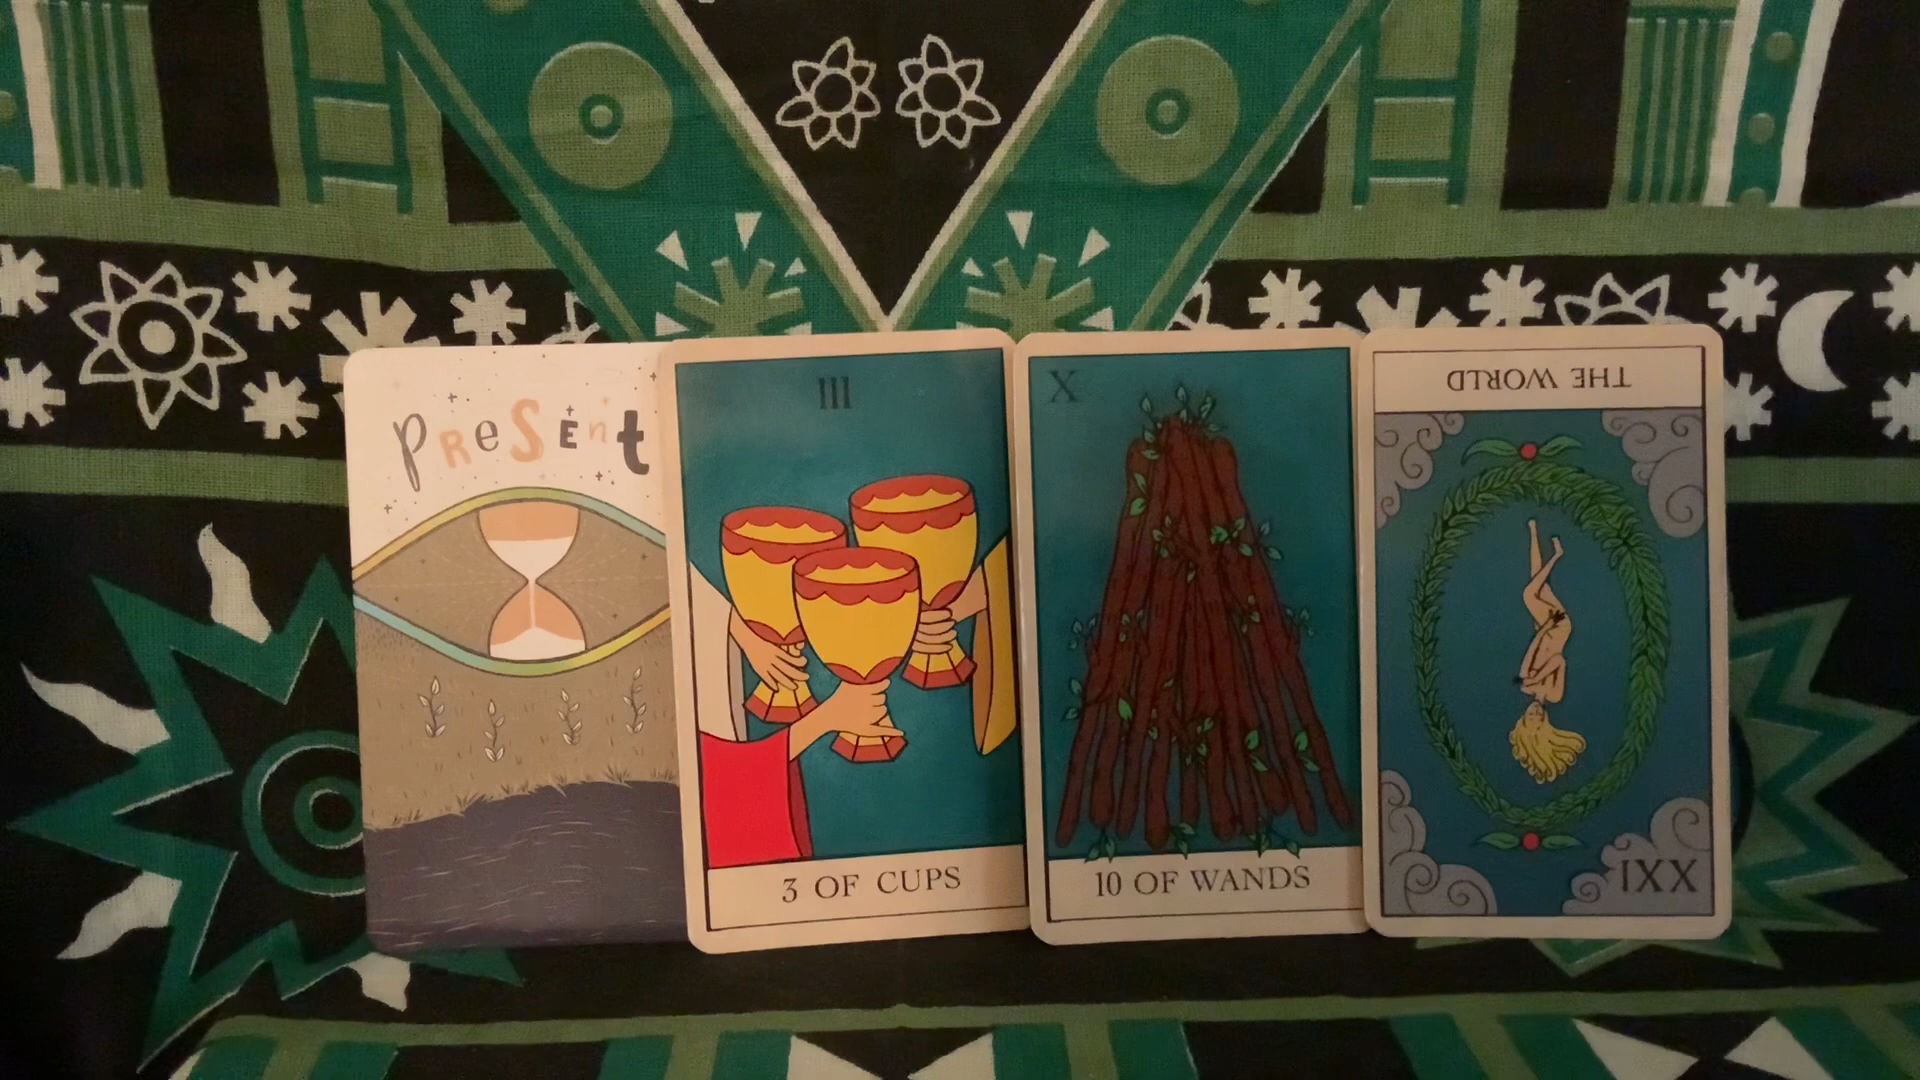 PReSEnt
III
3 OF CUPS
X
10 OF WANDS
THE WORLD
XXI